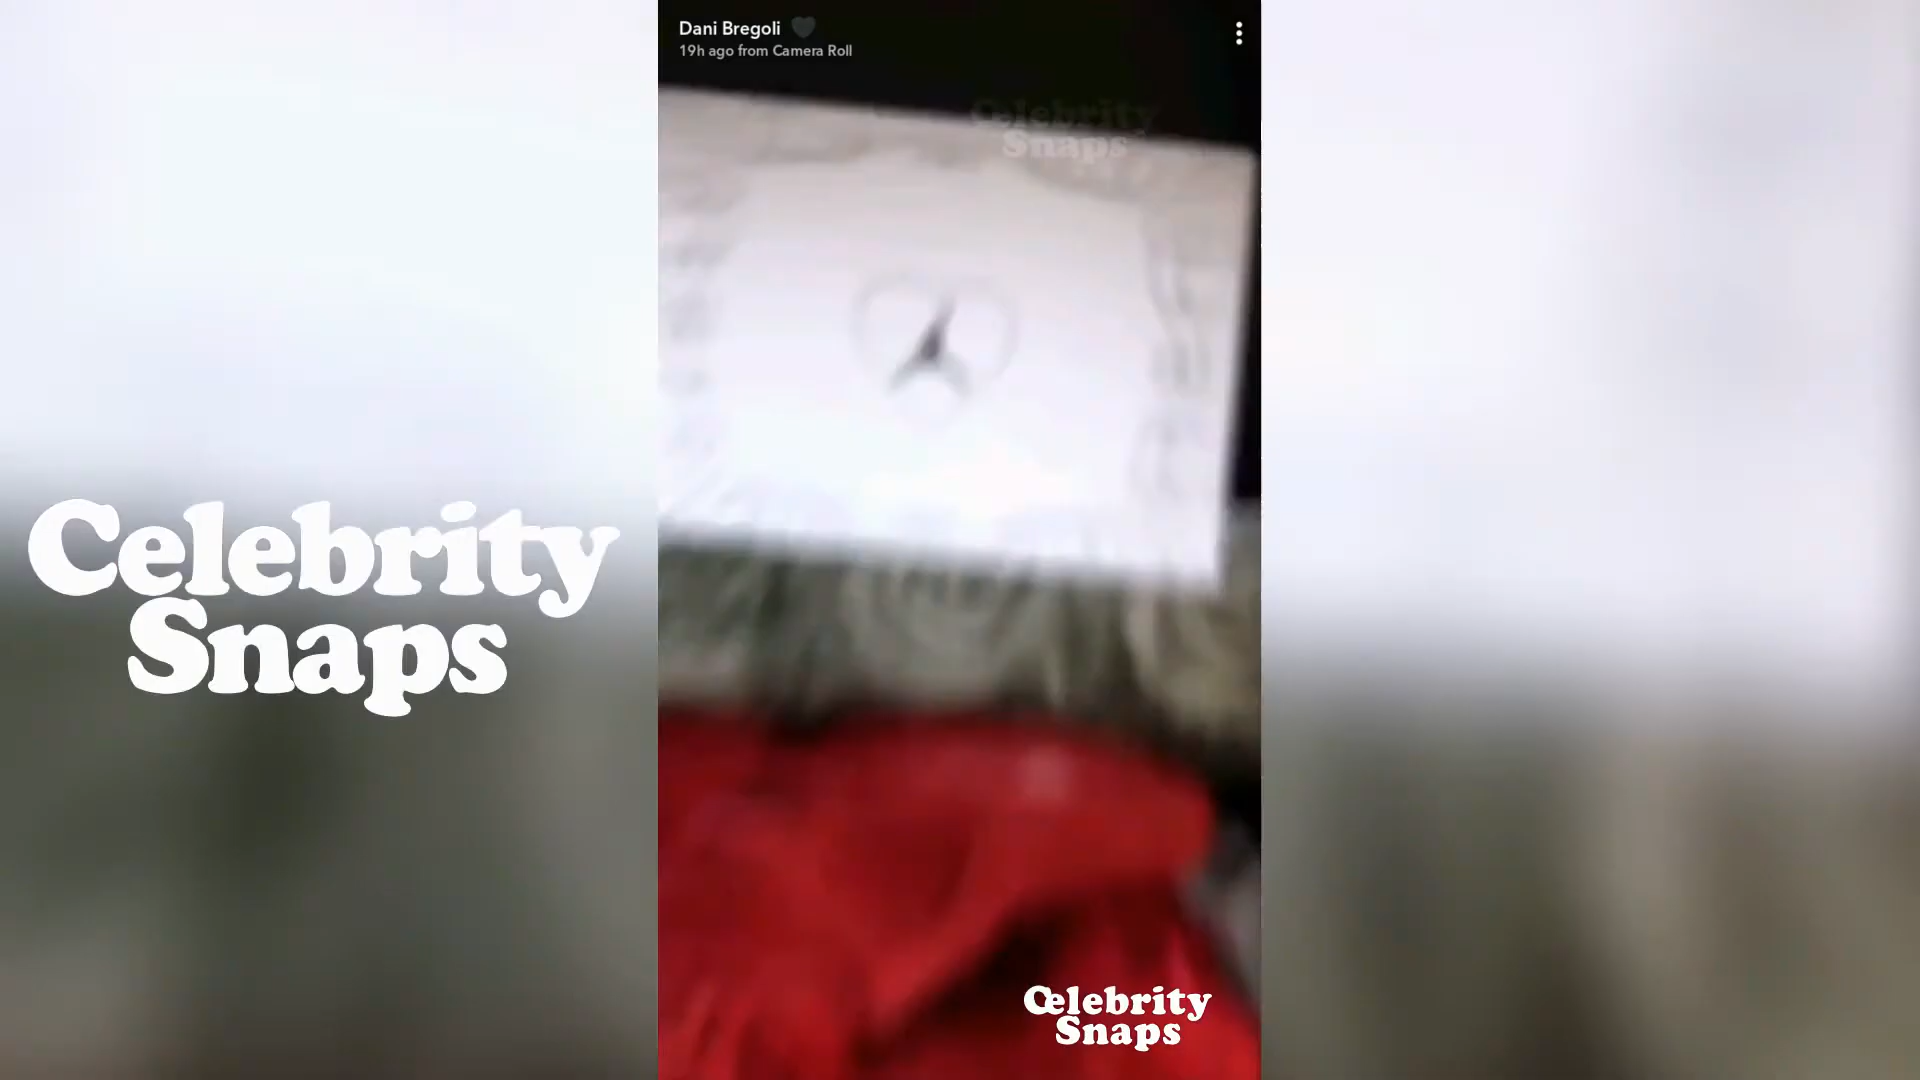 Dani Bregoli 🖤
19h ago from Camera Roll
Celebrity
Snaps
Celebrity
Snaps
Celebrity
Snaps